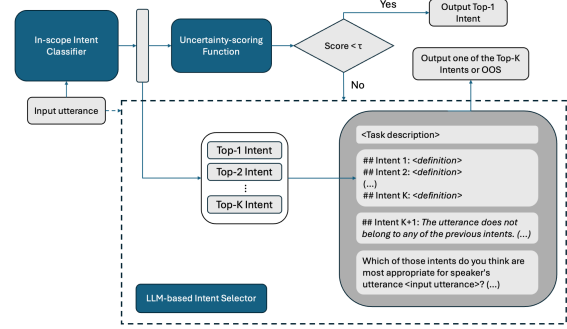 Yes
Output Top-1
Intent
In-scope Intent
Classifier
Uncertainty-scoring
Function
Score < τ
Output one of the Top-K
Intents or OOS
No
Input utterance
<Task description>
Top-1 Intent
Top-2 Intent
⋮
Top-K Intent
## Intent 1: <definition>
## Intent 2: <definition>
(...)
## Intent K: <definition>
## Intent K+1: The utterance does not
belong to any of the previous intents. (...)
Which of those intents do you think are
most appropriate for speaker's
utterance <input utterance>? (...)
LLM-based Intent Selector